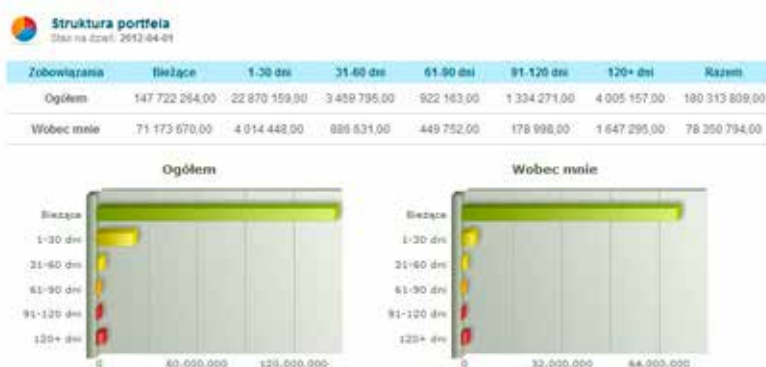 Struktura portfela
Stan na dzień: 2012-04-01
Zobowiązania Bieżące 1-30 dni 31-60 dni 61-90 dni 91-120 dni 120+ dni Razem
Ogółem 147 722 264,00 22 870 159,00 3 459 795,00 922 163,00 1 334 271,00 4 005 157,00 180 313 809,00
Wobec mnie 71 173 670,00 4 014 448,00 886 631,00 449 752,00 178 998,00 1 647 295,00 78 350 794,00
Ogółem Wobec mnie
Bieżące Bieżące
1-30 dni 1-30 dni
31-60 dni 31-60 dni
61-90 dni 61-90 dni
91-120 dni 91-120 dni
120+ dni 120+ dni
0 60.000.000 120.000.000 0 32.000.000 64.000.000